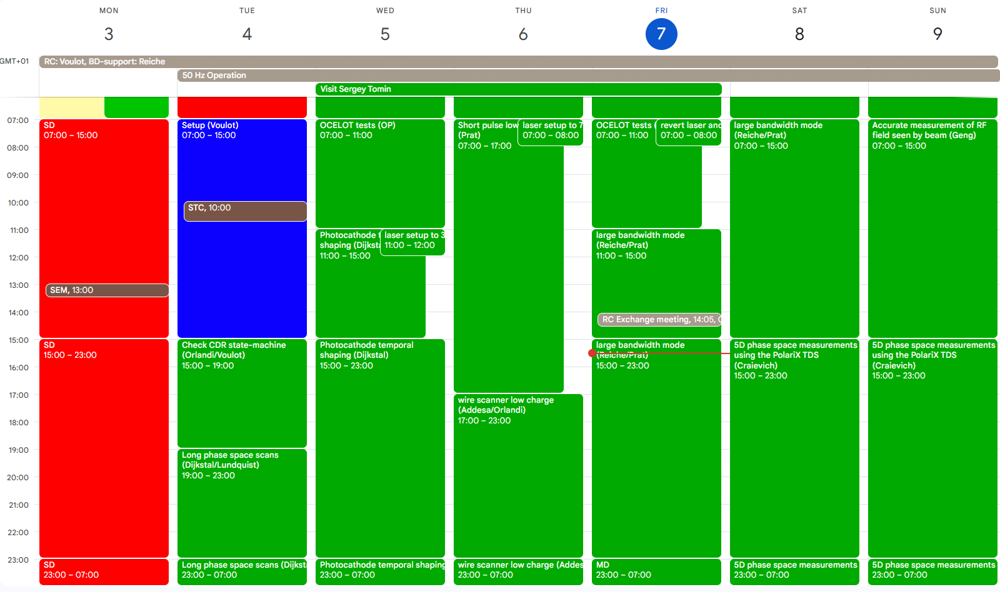 MON
TUE
WED
THU
FRI
SAT
SUN
3
4
5
6
7
8
9
GMT+01
RC: Voulot, BD-support: Reiche
50 Hz Operation
Visit Sergey Tomin
07:00
08:00
09:00
10:00
11:00
12:00
13:00
14:00
15:00
16:00
17:00
18:00
19:00
20:00
21:00
22:00
23:00
SD
07:00 – 15:00
SEM, 13:00
SD
15:00 – 23:00
SD
23:00 – 07:00
Setup (Voulot)
07:00 – 15:00
STC, 10:00
Check CDR state-machine
(Orlandi/Voulot)
15:00 – 19:00
Long phase space scans
(Dijkstal/Lundquist)
19:00 – 23:00
Long phase space scans (Dijkst
23:00 – 07:00
OCELOT tests (OP)
07:00 – 11:00
Photocathode
shaping (Dijkst
11:00 – 15:00
laser setup to 3
11:00 – 12:00
Photocathode temporal
shaping (Dijkstal)
15:00 – 23:00
Photocathode temporal shaping
23:00 – 07:00
Short pulse low
(Prat)
07:00 – 17:00
laser setup to 7
07:00 – 08:00
wire scanner low charge
(Addesa/Orlandi)
17:00 – 23:00
wire scanner low charge (Addes
23:00 – 07:00
OCELOT tests (
07:00 – 11:00
revert laser and
07:00 – 08:00
large bandwidth mode
(Reiche/Prat)
11:00 – 15:00
RC Exchange meeting, 14:05,
large bandwidth mode
(Reiche/Prat)
15:00 – 23:00
MD
23:00 – 07:00
large bandwidth mode
(Reiche/Prat)
07:00 – 15:00
5D phase space measurements
using the PolariX TDS
(Craievich)
15:00 – 23:00
5D phase space measurements
23:00 – 07:00
Accurate measurement of RF
field seen by beam (Geng)
07:00 – 15:00
5D phase space measurements
using the PolariX TDS
(Craievich)
15:00 – 23:00
5D phase space measurements
23:00 – 07:00